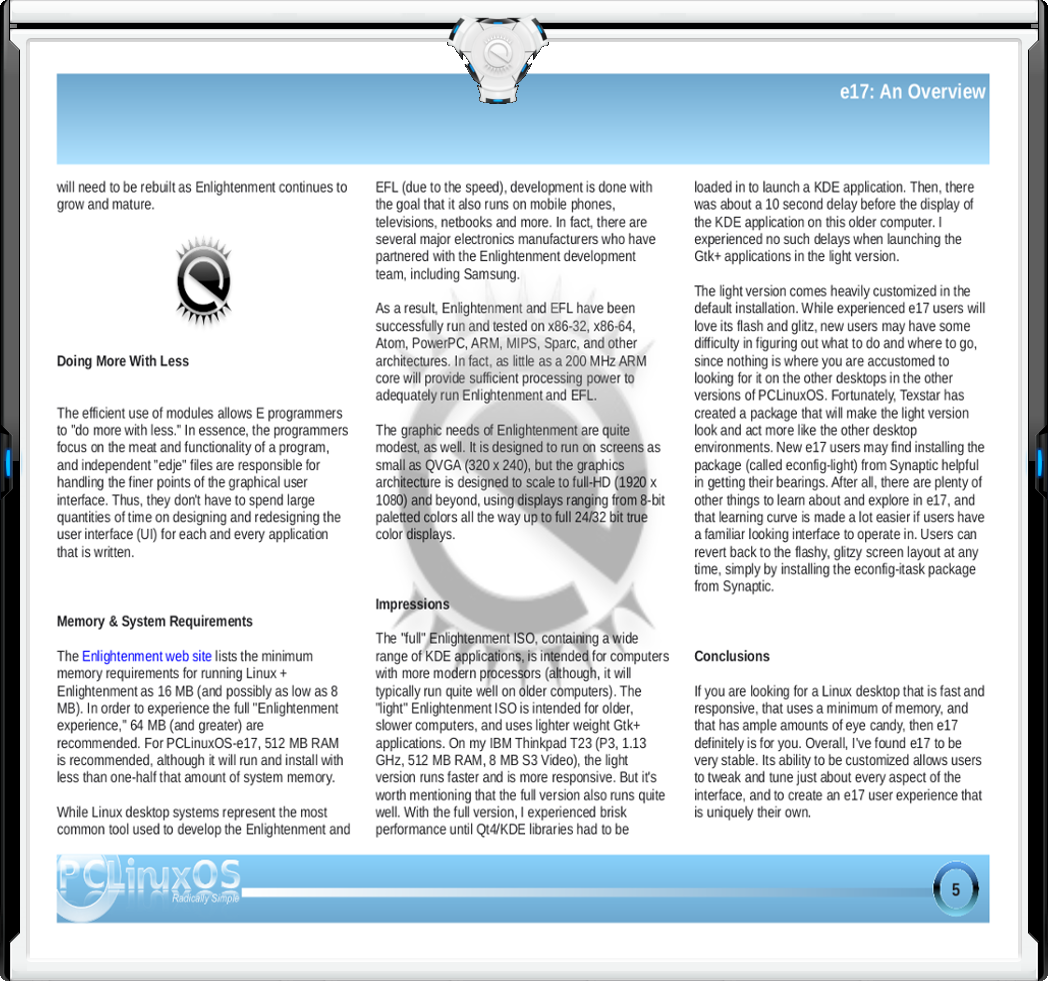 e17: An Overview
will need to be rebuilt as Enlightenment continues to
grow and mature.
Doing More With Less
The efficient use of modules allows E programmers
to "do more with less." In essence, the programmers
focus on the meat and functionality of a program,
and independent "edje" files are responsible for
handling the finer points of the graphical user
interface. Thus, they don't have to spend large
quantities of time on designing and redesigning the
user interface (UI) for each and every application
that is written.
Memory & System Requirements
The Enlightenment web site lists the minimum
memory requirements for running Linux +
Enlightenment as 16 MB (and possibly as low as 8
MB). In order to experience the full "Enlightenment
experience," 64 MB (and greater) are
recommended. For PCLinuxOS-e17, 512 MB RAM
is recommended, although it will run and install with
less than one-half that amount of system memory.
While Linux desktop systems represent the most
common tool used to develop the Enlightenment and
EFL (due to the speed), development is done with
the goal that it also runs on mobile phones,
televisions, netbooks and more. In fact, there are
several major electronics manufacturers who have
partnered with the Enlightenment development
team, including Samsung.
As a result, Enlightenment and EFL have been
successfully run and tested on x86-32, x86-64,
Atom, PowerPC, ARM, MIPS, Sparc, and other
architectures. In fact, as little as a 200 MHz ARM
core will provide sufficient processing power to
adequately run Enlightenment and EFL.
The graphic needs of Enlightenment are quite
modest, as well. It is designed to run on screens as
small as QVGA (320 x 240), but the graphics
architecture is designed to scale to full-HD (1920 x
1080) and beyond, using displays ranging from 8-bit
paletted colors all the way up to full 24/32 bit true
color displays.
Impressions
The "full" Enlightenment ISO, containing a wide
range of KDE applications, is intended for computers
with more modern processors (although, it will
typically run quite well on older computers). The
"light" Enlightenment ISO is intended for older,
slower computers, and uses lighter weight Gtk+
applications. On my IBM Thinkpad T23 (P3, 1.13
GHz, 512 MB RAM, 8 MB S3 Video), the light
version runs faster and is more responsive. But it's
worth mentioning that the full version also runs quite
well. With the full version, I experienced brisk
performance until Qt4/KDE libraries had to be
loaded in to launch a KDE application. Then, there
was about a 10 second delay before the display of
the KDE application on this older computer. I
experienced no such delays when launching the
Gtk+ applications in the light version.
The light version comes heavily customized in the
default installation. While experienced e17 users will
love its flash and glitz, new users may have some
difficulty in figuring out what to do and where to go,
since nothing is where you are accustomed to
looking for it on the other desktops in the other
versions of PCLinuxOS. Fortunately, Texstar has
created a package that will make the light version
look and act more like the other desktop
environments. New e17 users may find installing the
package (called econfig-light) from Synaptic helpful
in getting their bearings. After all, there are plenty of
other things to learn about and explore in e17, and
that learning curve is made a lot easier if users have
a familiar looking interface to operate in. Users can
revert back to the flashy, glitzy screen layout at any
time, simply by installing the econfig-itask package
from Synaptic.
Conclusions
If you are looking for a Linux desktop that is fast and
responsive, that uses a minimum of memory, and
that has ample amounts of eye candy, then e17
definitely is for you. Overall, I've found e17 to be
very stable. Its ability to be customized allows users
to tweak and tune just about every aspect of the
interface, and to create an e17 user experience that
is uniquely their own.
PCLinuxOS
Radically Simple
5